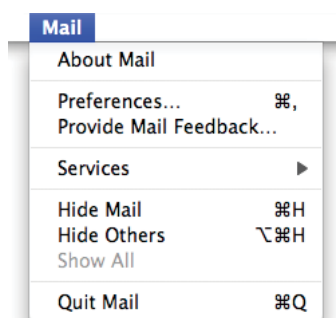 Mail
About Mail
Preferences... ⌘,
Provide Mail Feedback...
Services ▶
Hide Mail ⌘H
Hide Others ⌥⌘H
Show All
Quit Mail ⌘Q